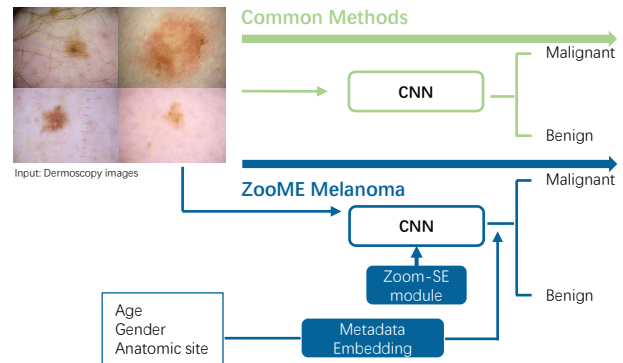 Common Methods
Malignant
CNN
Benign
Input: Dermoscopy images
ZooME Melanoma
Malignant
CNN
Zoom-SE
module
Benign
Age
Gender
Anatomic site
Metadata
Embedding